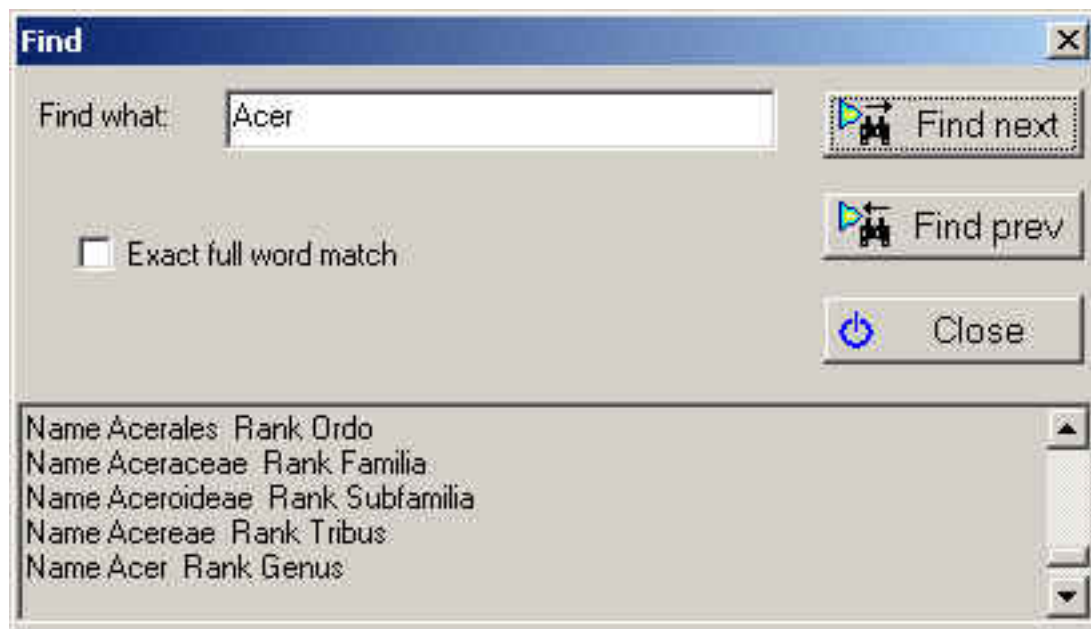 Find
Find what: Acer
Find next
Exact full word match
Find prev
Close
Name Acerales Rank Ordo
Name Aceraceae Rank Familia
Name Aceroideae Rank Subfamilia
Name Acereae Rank Tribus
Name Acer Rank Genus